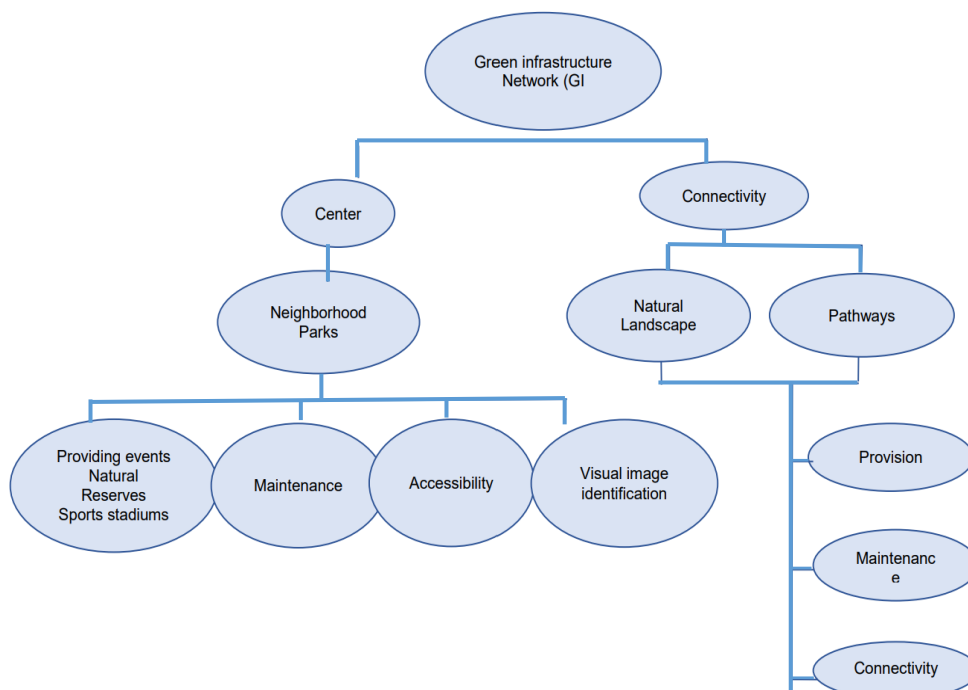 Green infrastructure
Network (GI
Center
Connectivity
Neighborhood
Parks
Natural
Landscape
Pathways
Providing events
Natural
Reserves
Sports stadiums
Maintenance
Accessibility
Visual image
identification
Provision
Maintenanc
e
Connectivity